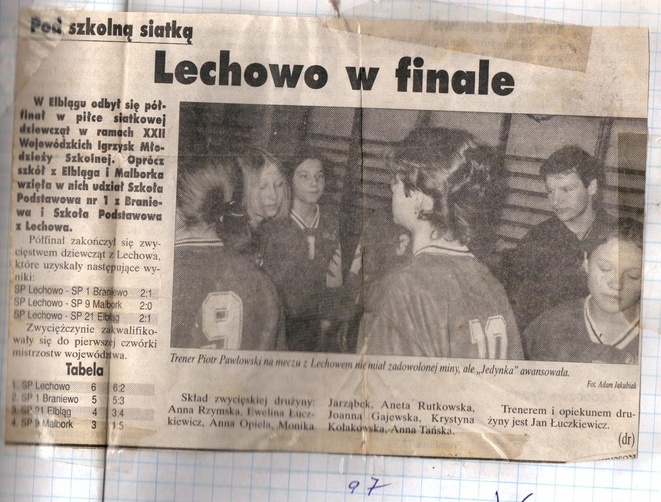 Pod szkolną siatką
Lechowo w finale
W Elblągu odbył się pół-
finał w piłce siatkowej
dziewcząt w ramach XXII
Wojewódzkich Igrzysk Mło-
dzieży Szkolnej. Oprócz
szkół z Elbląga i Malborka
wzięła w nich udział Szkoła
Podstawowa nr 1 z Branie-
wa i Szkoła Podstawowa
z Lechowa.
Półfinał zakończył się zwy-
cięstwem dziewcząt z Lechowa,
które uzyskały następujące wy-
niki:
SP Lechowo - SP 1 Braniewo 2:1
SP Lechowo - SP 9 Malbork 2:0
SP Lechowo - SP 21 Elbląg 2:1
Zwyciężczynie zakwalifiko-
wały się do pierwszej czwórki
mistrzostw województwa.
Tabela
1. SP Lechowo 6 6:2
2. SP 1 Braniewo 5 5:3
3. SP 21 Elbląg 4 3:4
4. SP 9 Malbork 3 1:5
1
9
10
Trener Piotr Pawłowski na meczu z Lechowem nie miał zadowolonej miny, ale „Jedynka" awansowała.
Fot. Adam Jakubiak
Skład zwycięskiej drużyny:
Anna Rzymska, Ewelina Łucz-
kiewicz, Anna Opiela, Monika
Jarząbek, Aneta Rutkowska,
Joanna Gajewska, Krystyna
Kołakowska, Anna Tańska.
Trenerem i opiekunem dru-
żyny jest Jan Łuczkiewicz.
(dr)
97